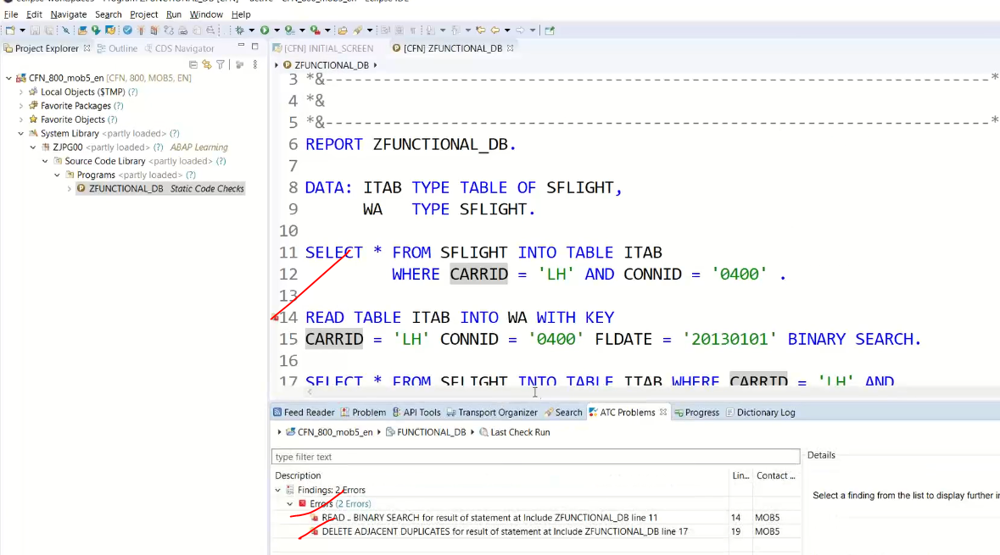 File Edit Navigate Search Project Run Window Help
Project Explorer Outline CDS Navigator
CFN_800_mob5_en [CFN, 800, MOB5, EN]
Local Objects ($TMP) (?)
Favorite Packages (?)
Favorite Objects (?)
System Library <partly loaded> (?)
ZJPG00 <partly loaded> (?) ABAP Learning
Source Code Library <partly loaded> (?)
Programs <partly loaded> (?)
ZFUNCTIONAL_DB Static Code Checks
[CFN] INITIAL_SCREEN [CFN] ZFUNCTIONAL_DB
ZFUNCTIONAL_DB
3 *&---------------------------------------------------------------------*
4 *&
5 *&---------------------------------------------------------------------*
6 REPORT ZFUNCTIONAL_DB.
7
8 DATA: ITAB TYPE TABLE OF SFLIGHT,
9 WA TYPE SFLIGHT.
10
11 SELECT * FROM SFLIGHT INTO TABLE ITAB
12 WHERE CARRID = 'LH' AND CONNID = '0400' .
13
14 READ TABLE ITAB INTO WA WITH KEY
15 CARRID = 'LH' CONNID = '0400' FLDATE = '20130101' BINARY SEARCH.
16
17 SELECT * FROM SFLIGHT INTO TABLE ITAB WHERE CARRID = 'LH' AND
Feed Reader Problem API Tools Transport Organizer Search ATC Problems Progress Dictionary Log
CFN_800_mob5_en FUNCTIONAL_DB Last Check Run
type filter text
Description Lin... Contact ...
Findings: 2 Errors
Errors (2 Errors)
READ .. BINARY SEARCH for result of statement at Include ZFUNCTIONAL_DB line 11 14 MOB5
DELETE ADJACENT DUPLICATES for result of statement at Include ZFUNCTIONAL_DB line 17 19 MOB5
Details
Select a finding from the list to display further in